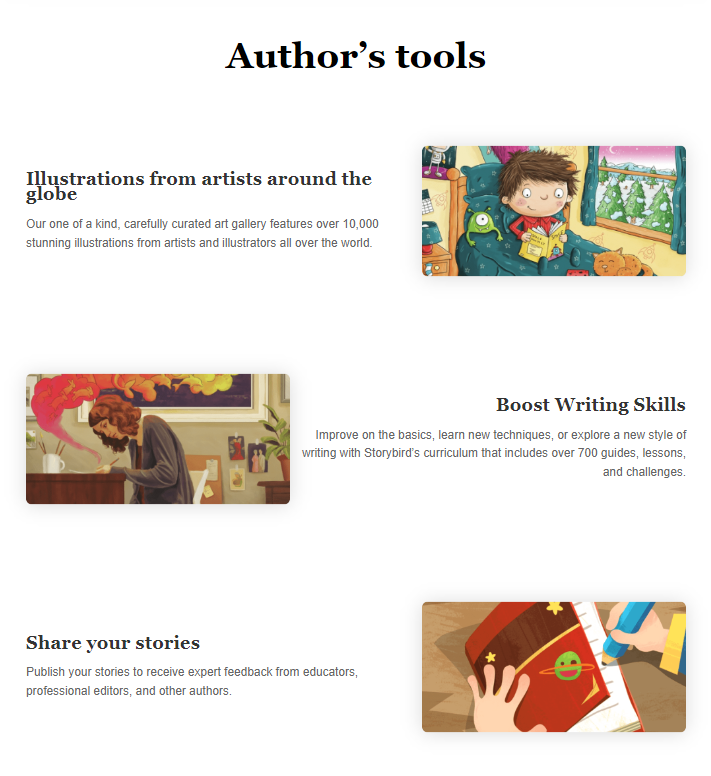 Author’s tools
Illustrations from artists around the
globe
Our one of a kind, carefully curated art gallery features over 10,000
stunning illustrations from artists and illustrators all over the world.
Boost Writing Skills
Improve on the basics, learn new techniques, or explore a new style of
writing with Storybird’s curriculum that includes over 700 guides, lessons,
and challenges.
Share your stories
Publish your stories to receive expert feedback from educators,
professional editors, and other authors.